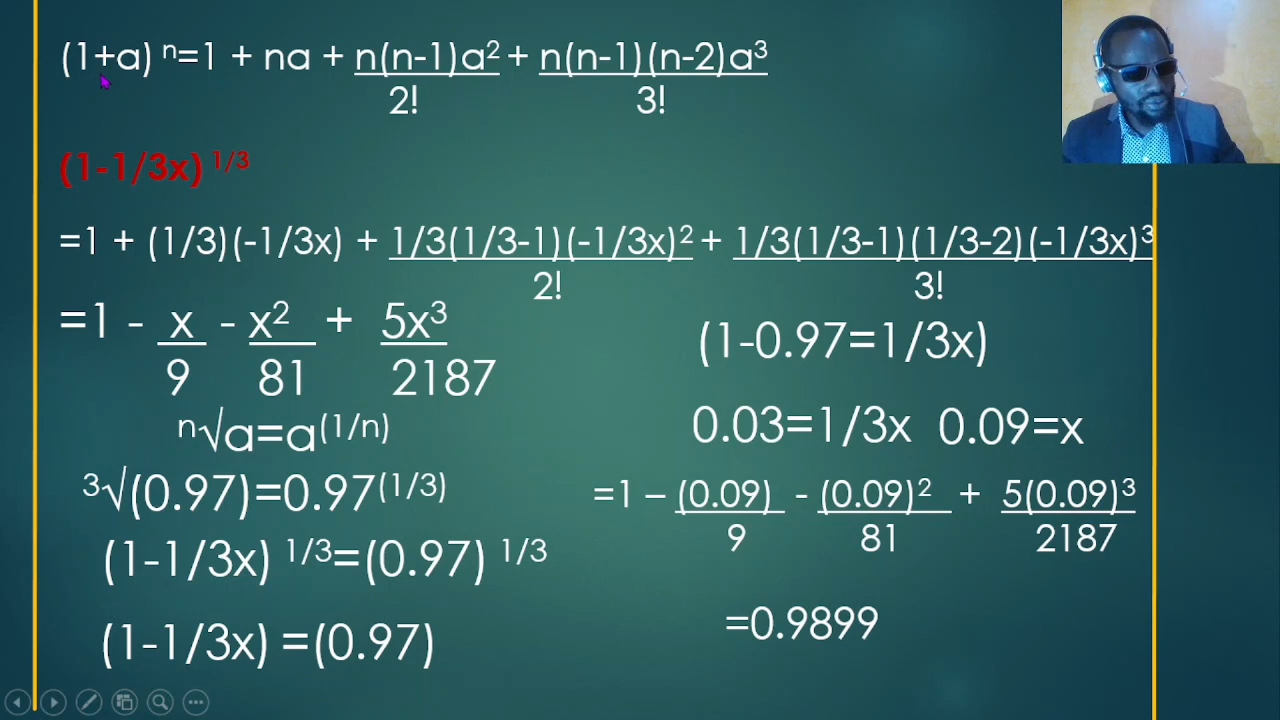 (1+a) ⁿ=1 + na + n(n-1)a² + n(n-1)(n-2)a³
2! 3!
(1-1/3x) ^1/3
=1 + (1/3)(-1/3x) + 1/3(1/3-1)(-1/3x)² + 1/3(1/3-1)(1/3-2)(-1/3x)³
2! 3!
=1 - x - x² + 5x³
9 81 2187
ⁿ√a=a^(1/n)
³√(0.97)=0.97^(1/3)
(1-1/3x) ^1/3=(0.97) ^1/3
(1-1/3x) =(0.97)
(1-0.97=1/3x)
0.03=1/3x 0.09=x
=1 – (0.09) - (0.09)² + 5(0.09)³
9 81 2187
=0.9899